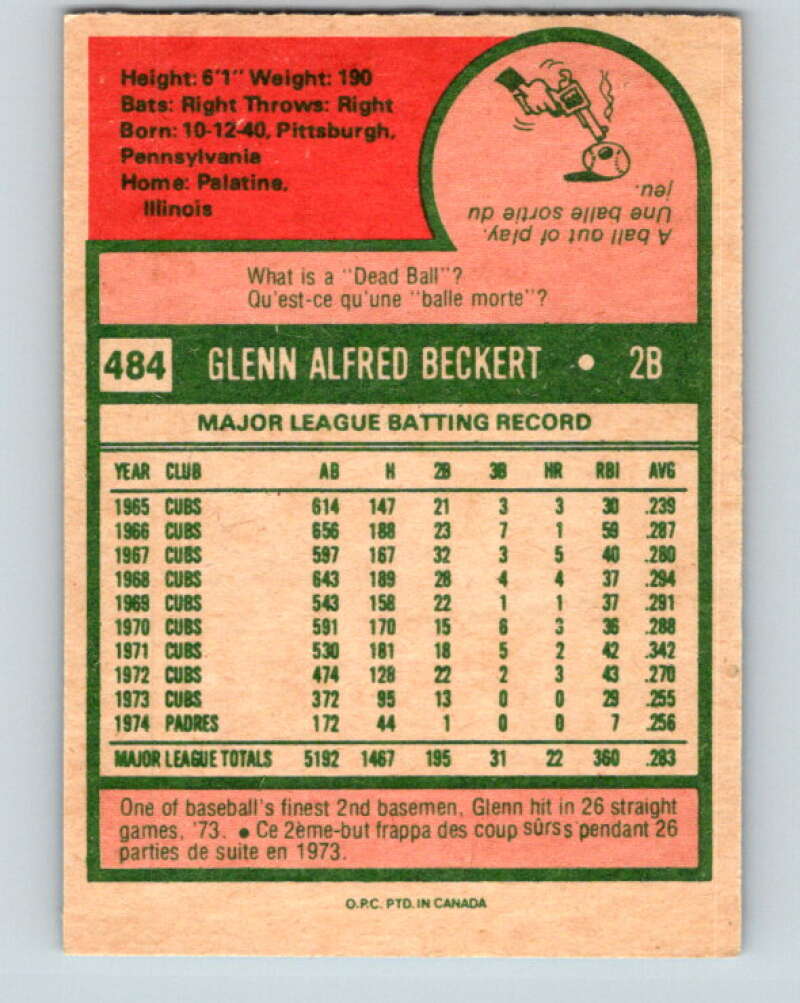 Height: 6'1" Weight: 190
Bats: Right Throws: Right
Born: 10-12-40, Pittsburgh,
Pennsylvania
Home: Palatine,
Illinois
A ball out of play.
Une balle sortie du
jeu.
What is a "Dead Ball"?
Qu'est-ce qu'une "balle morte"?
484 GLENN ALFRED BECKERT • 2B
MAJOR LEAGUE BATTING RECORD
YEAR CLUB AB H 2B 3B HR RBI AVG
1965 CUBS 614 147 21 3 3 30 .239
1966 CUBS 656 188 23 7 1 59 .287
1967 CUBS 597 167 32 3 5 40 .280
1968 CUBS 643 189 28 4 4 37 .294
1969 CUBS 543 158 22 1 1 37 .291
1970 CUBS 591 170 15 6 3 36 .288
1971 CUBS 530 181 18 5 2 42 .342
1972 CUBS 474 128 22 2 3 43 .270
1973 CUBS 372 95 13 0 0 29 .255
1974 PADRES 172 44 1 0 0 7 .256
MAJOR LEAGUE TOTALS 5192 1467 195 31 22 360 .283
One of baseball's finest 2nd basemen, Glenn hit in 26 straight
games, '73. • Ce 2ème-but frappa des coup sûrs s pendant 26
parties de suite en 1973.
O.P.C. PTD. IN CANADA